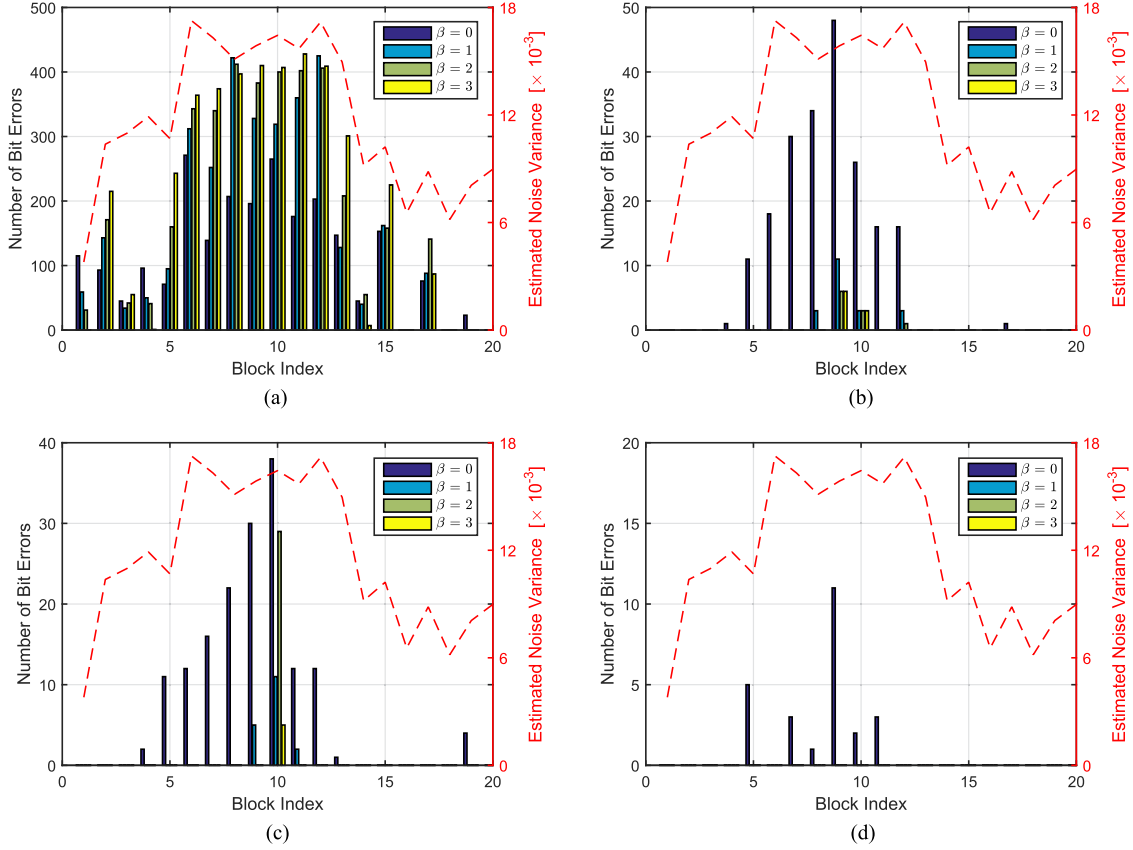 500
400
300
200
100
0
Number of Bit Errors
0 5 10 15 20
Block Index
18
12
6
0
Estimated Noise Variance [× 10⁻³]
β = 0
β = 1
β = 2
β = 3
(a)
50
40
30
20
10
0
Number of Bit Errors
0 5 10 15 20
Block Index
18
12
6
0
Estimated Noise Variance [× 10⁻³]
β = 0
β = 1
β = 2
β = 3
(b)
40
30
20
10
0
Number of Bit Errors
0 5 10 15 20
Block Index
18
12
6
0
Estimated Noise Variance [× 10⁻³]
β = 0
β = 1
β = 2
β = 3
(c)
20
15
10
5
0
Number of Bit Errors
0 5 10 15 20
Block Index
18
12
6
0
Estimated Noise Variance [× 10⁻³]
β = 0
β = 1
β = 2
β = 3
(d)